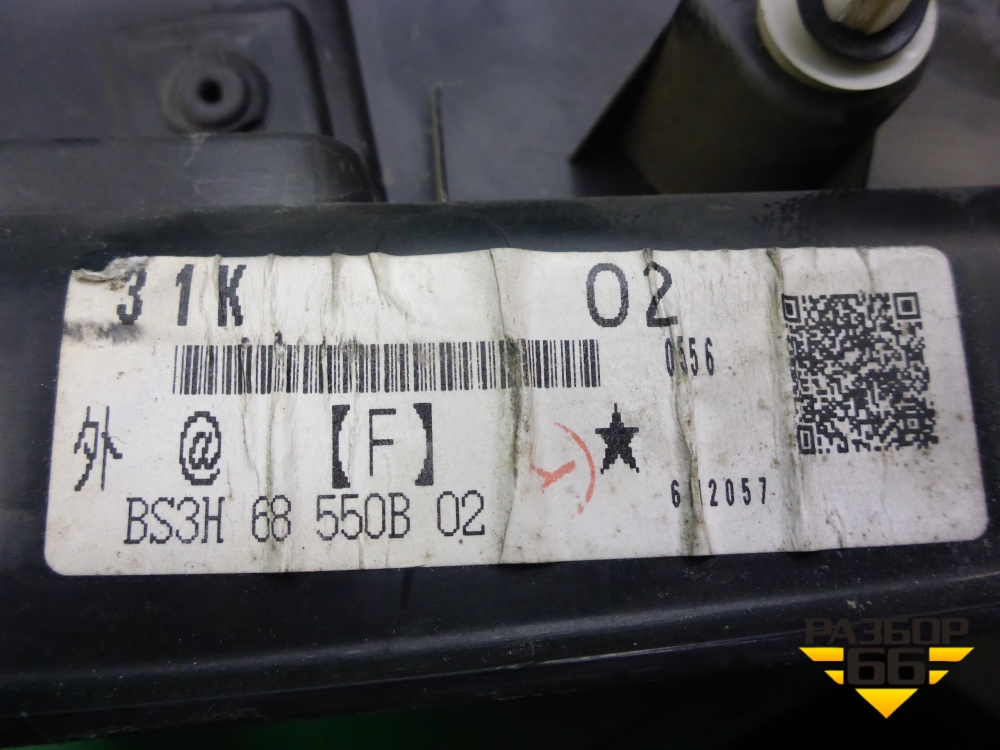 31K 02
0556
外 @ 【F】 ★
BS3H 68 550B 02
РАЗБОР
66